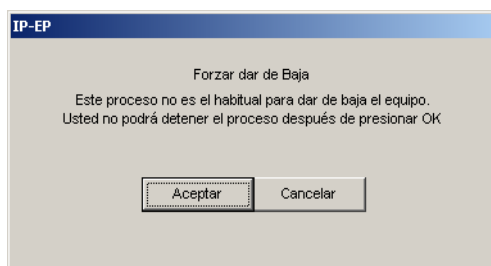 IP-EP
Forzar dar de Baja
Este proceso no es el habitual para dar de baja el equipo.
Usted no podrá detener el proceso después de presionar OK
Aceptar Cancelar